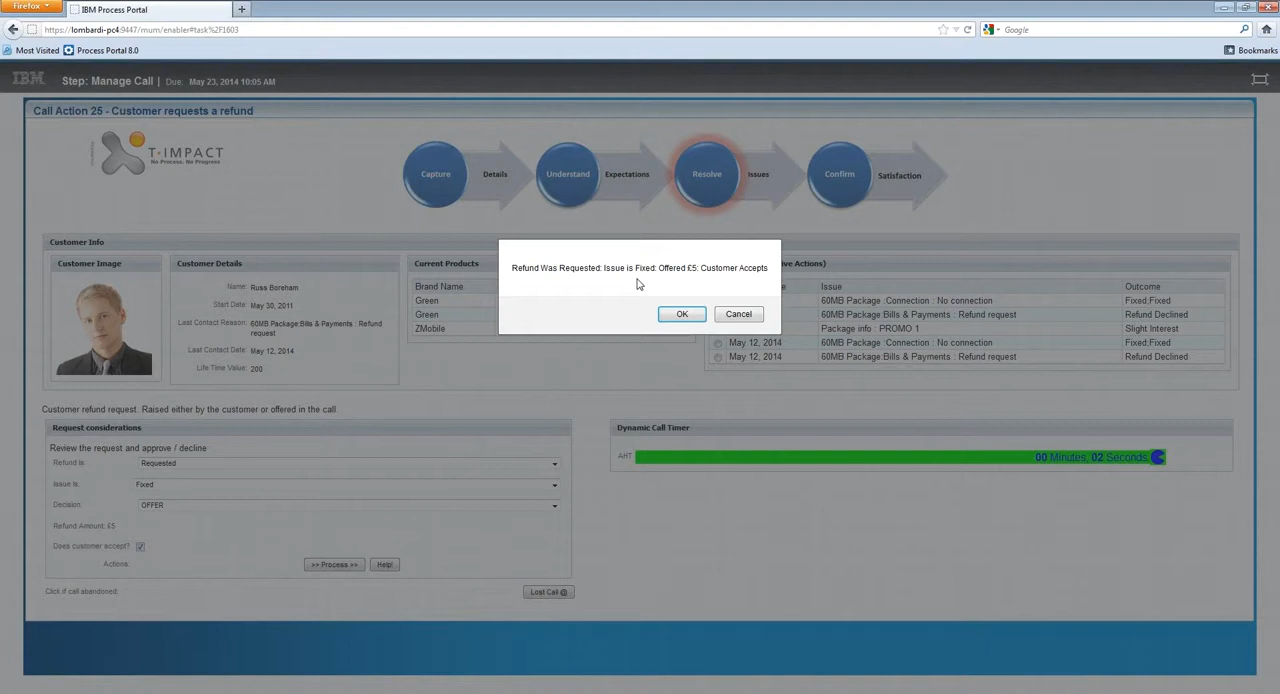 Firefox
IBM Process Portal
+
https://lombardi-pc4:9447/mum/enabler#task%2F1603
Google
Most Visited
Process Portal 8.0
Bookmarks
IBM
Step: Manage Call | Due: May 23, 2014 10:05 AM
Call Action 25 - Customer requests a refund
T-IMPACT
No Process. No Progress
Capture
Details
Understand
Expectations
Resolve
Issues
Confirm
Satisfaction
Customer Info
Customer Image
Customer Details
Name: Russ Boreham
Start Date: May 30, 2011
Last Contact Reason: 60MB Package:Bills & Payments : Refund
request
Last Contact Date: May 12, 2014
Life Time Value: 200
Current Products
Brand Name
Green
Green
ZMobile
Refund Was Requested: Issue is Fixed: Offered £5: Customer Accepts
OK
Cancel
ve Actions)
e Issue Outcome
60MB Package :Connection : No connection Fixed;Fixed
60MB Package:Bills & Payments : Refund request Refund Declined
Package info : PROMO 1 Slight Interest
May 12, 2014 60MB Package :Connection : No connection Fixed;Fixed
May 12, 2014 60MB Package:Bills & Payments : Refund request Refund Declined
Customer refund request. Raised either by the customer or offered in the call.
Request considerations
Review the request and approve / decline
Refund Is: Requested
Issue Is: Fixed
Decision: OFFER
Refund Amount: £5
Does customer accept?
Actions: >> Process >> Help!
Click if call abandoned: Lost Call @
Dynamic Call Timer
AHT 00 Minutes, 02 Seconds